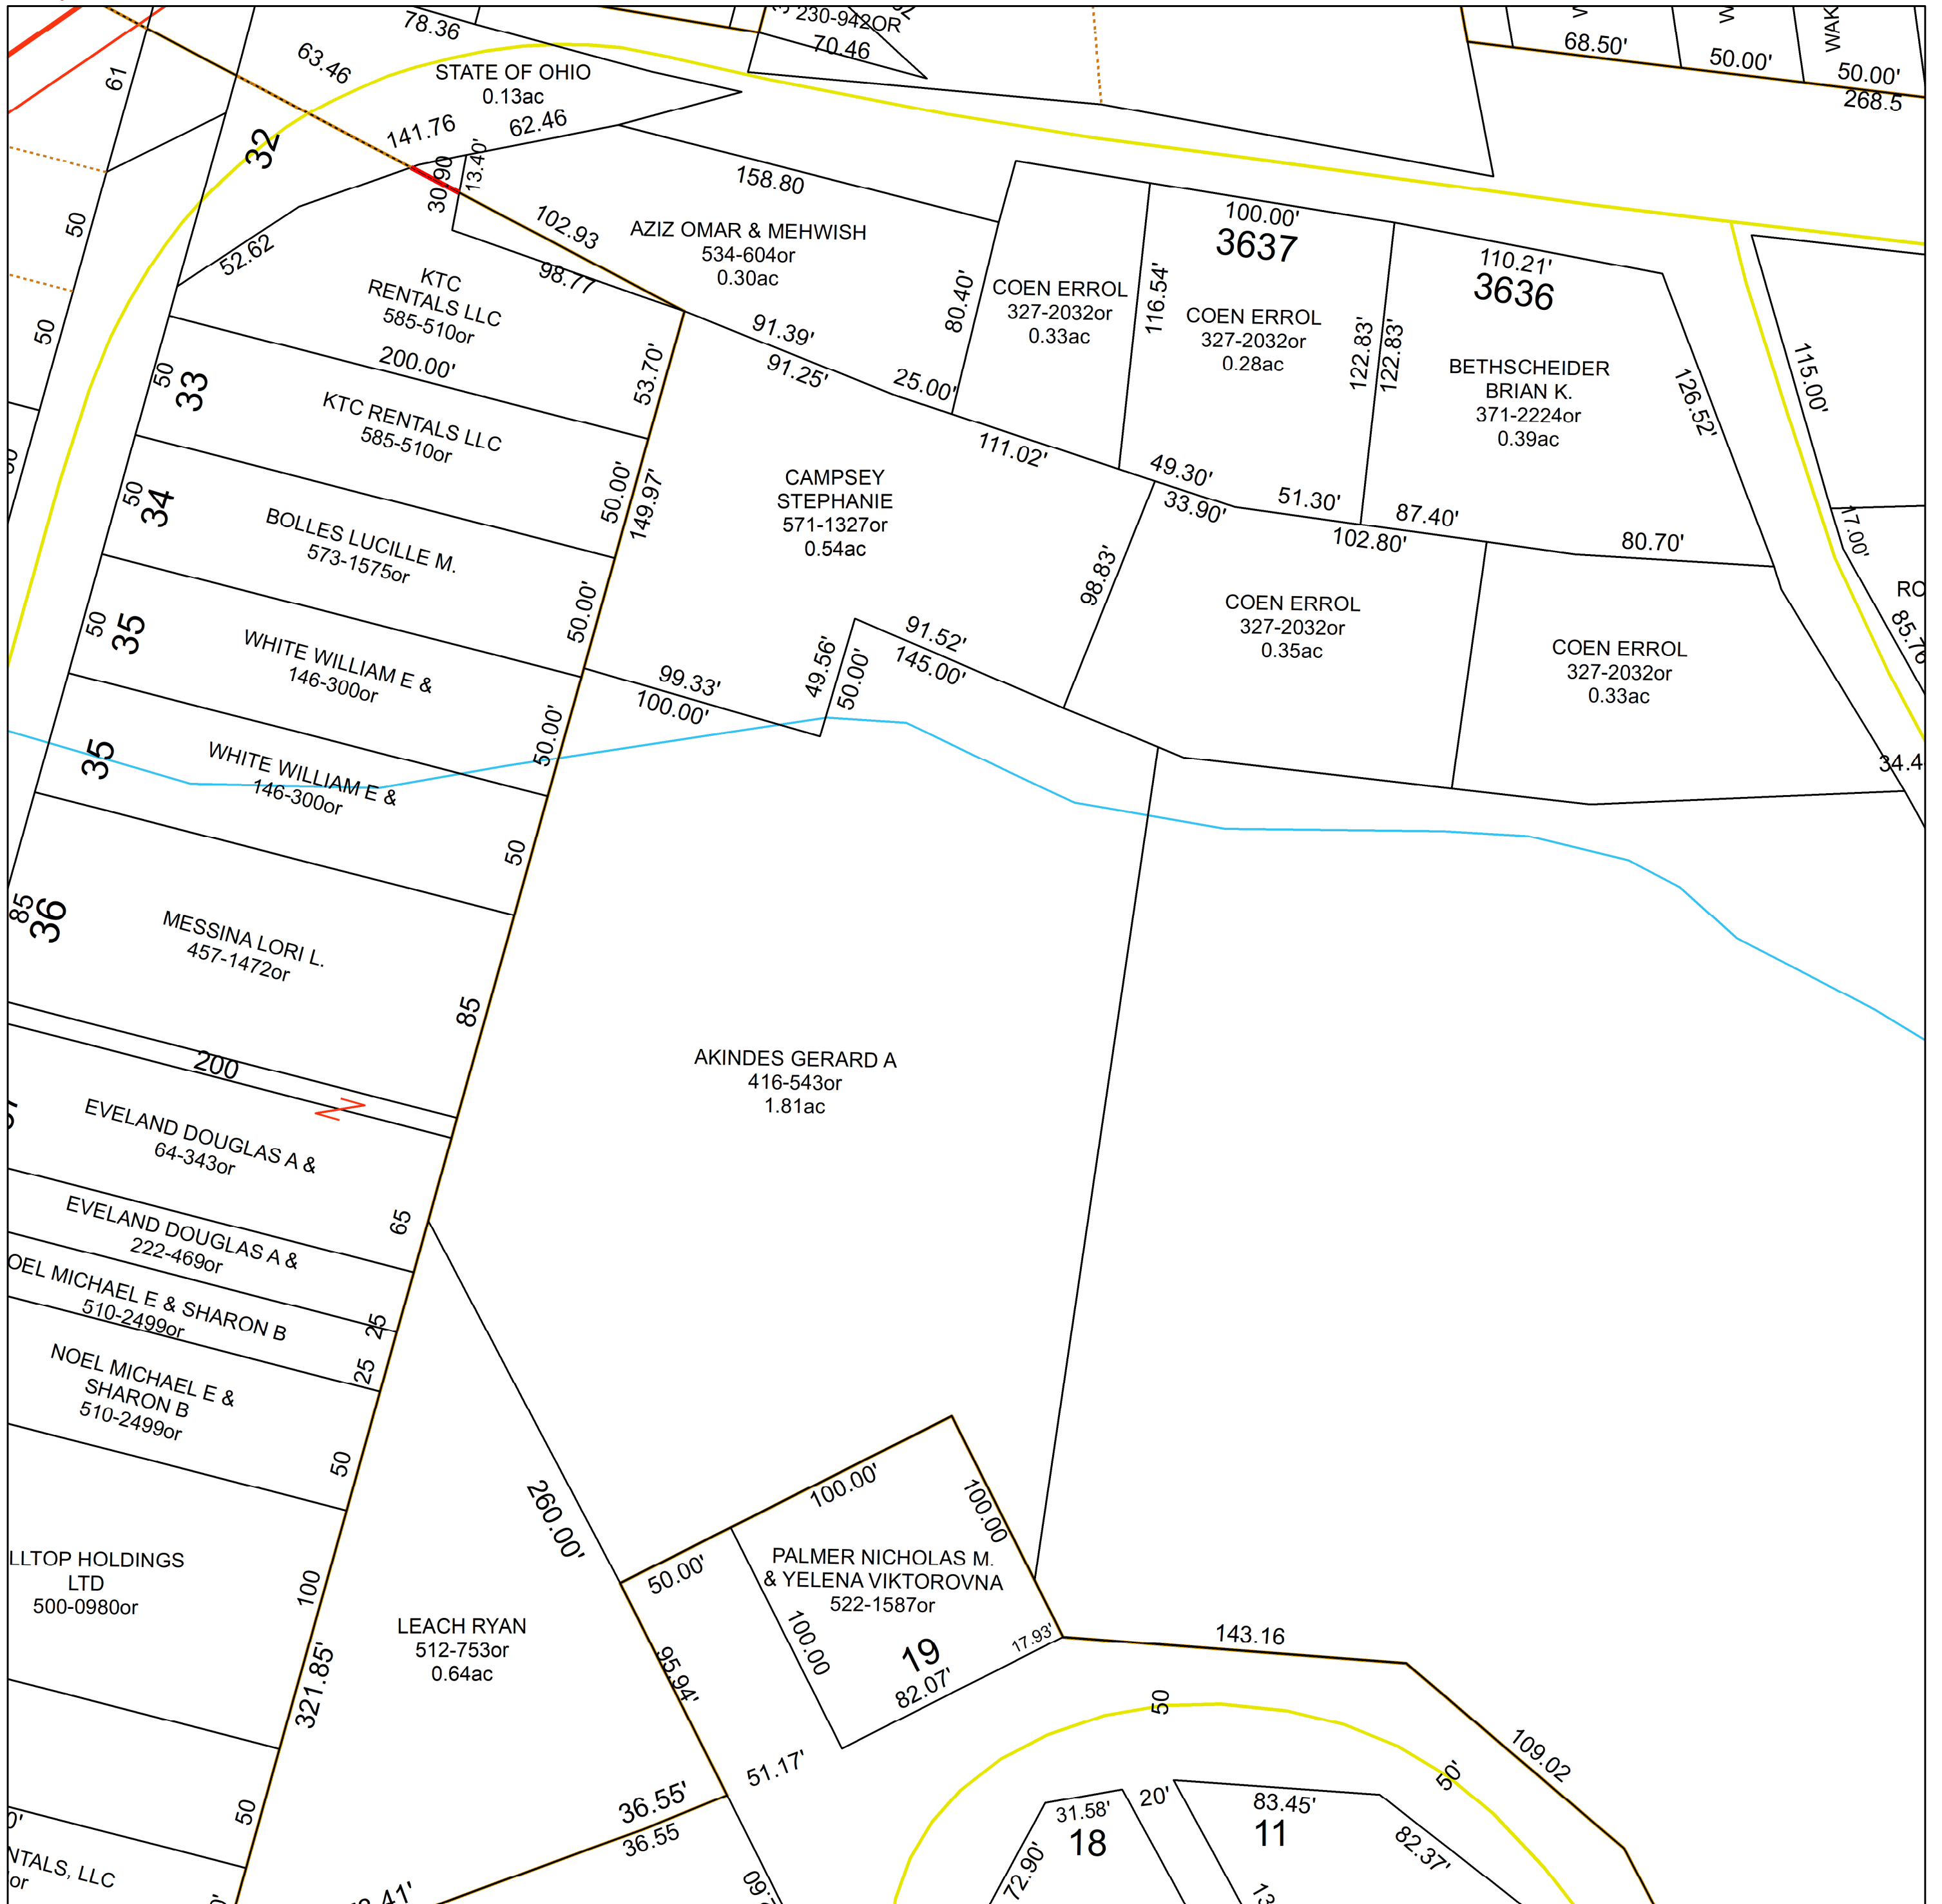 230-942OR
70.46
78.36
63.46
61
STATE OF OHIO
0.13ac
62.46
141.76
32
30.90
13.40
102.93
98.77
52.62
158.80
68.50'
50.00'
50.00'
268.5
WAK
AZIZ OMAR & MEHWISH
534-604or
0.30ac
80.40'
COEN ERROL
327-2032or
0.33ac
116.54'
100.00'
3637
COEN ERROL
327-2032or
0.28ac
122.83'
122.83'
110.21'
3636
BETHSCHEIDER
BRIAN K.
371-2224or
0.39ac
126.52'
115.00'
17.00'
RO
85.76
34.4
50
50
KTC
RENTALS LLC
585-510or
200.00'
53.70'
50
33
KTC RENTALS LLC
585-510or
50.00'
149.97'
91.39'
91.25'
25.00'
111.02'
49.30'
33.90'
51.30'
102.80'
87.40'
80.70'
50
34
BOLLES LUCILLE M.
573-1575or
50.00'
CAMPSEY
STEPHANIE
571-1327or
0.54ac
98.83'
COEN ERROL
327-2032or
0.35ac
COEN ERROL
327-2032or
0.33ac
50
35
WHITE WILLIAM E &
146-300or
50.00'
99.33'
100.00'
49.56'
50.00'
91.52'
145.00'
35
WHITE WILLIAM E &
146-300or
50
85
36
MESSINA LORI L.
457-1472or
85
200
EVELAND DOUGLAS A &
64-343or
65
AKINDES GERARD A
416-543or
1.81ac
EVELAND DOUGLAS A &
222-469or
OEL MICHAEL E & SHARON B
510-2499or
25
25
NOEL MICHAEL E &
SHARON B
510-2499or
50
260.00'
100.00'
100.00
50.00'
PALMER NICHOLAS M.
& YELENA VIKTOROVNA
522-1587or
100.00
19
17.93'
82.07'
LLTOP HOLDINGS
LTD
500-0980or
100
321.85'
LEACH RYAN
512-753or
0.64ac
95.94'
143.16
50
109.02
50'
51.17'
36.55'
36.55
50
0'
NTALS, LLC
or
31.58'
18
72.90'
20'
83.45'
11
82.37'
13
.41'
.60